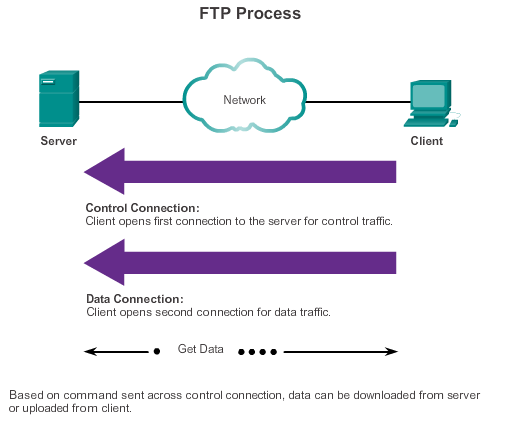 FTP Process
Network
Server
Client
Control Connection:
Client opens first connection to the server for control traffic.
Data Connection:
Client opens second connection for data traffic.
Get Data
Based on command sent across control connection, data can be downloaded from server
or uploaded from client.